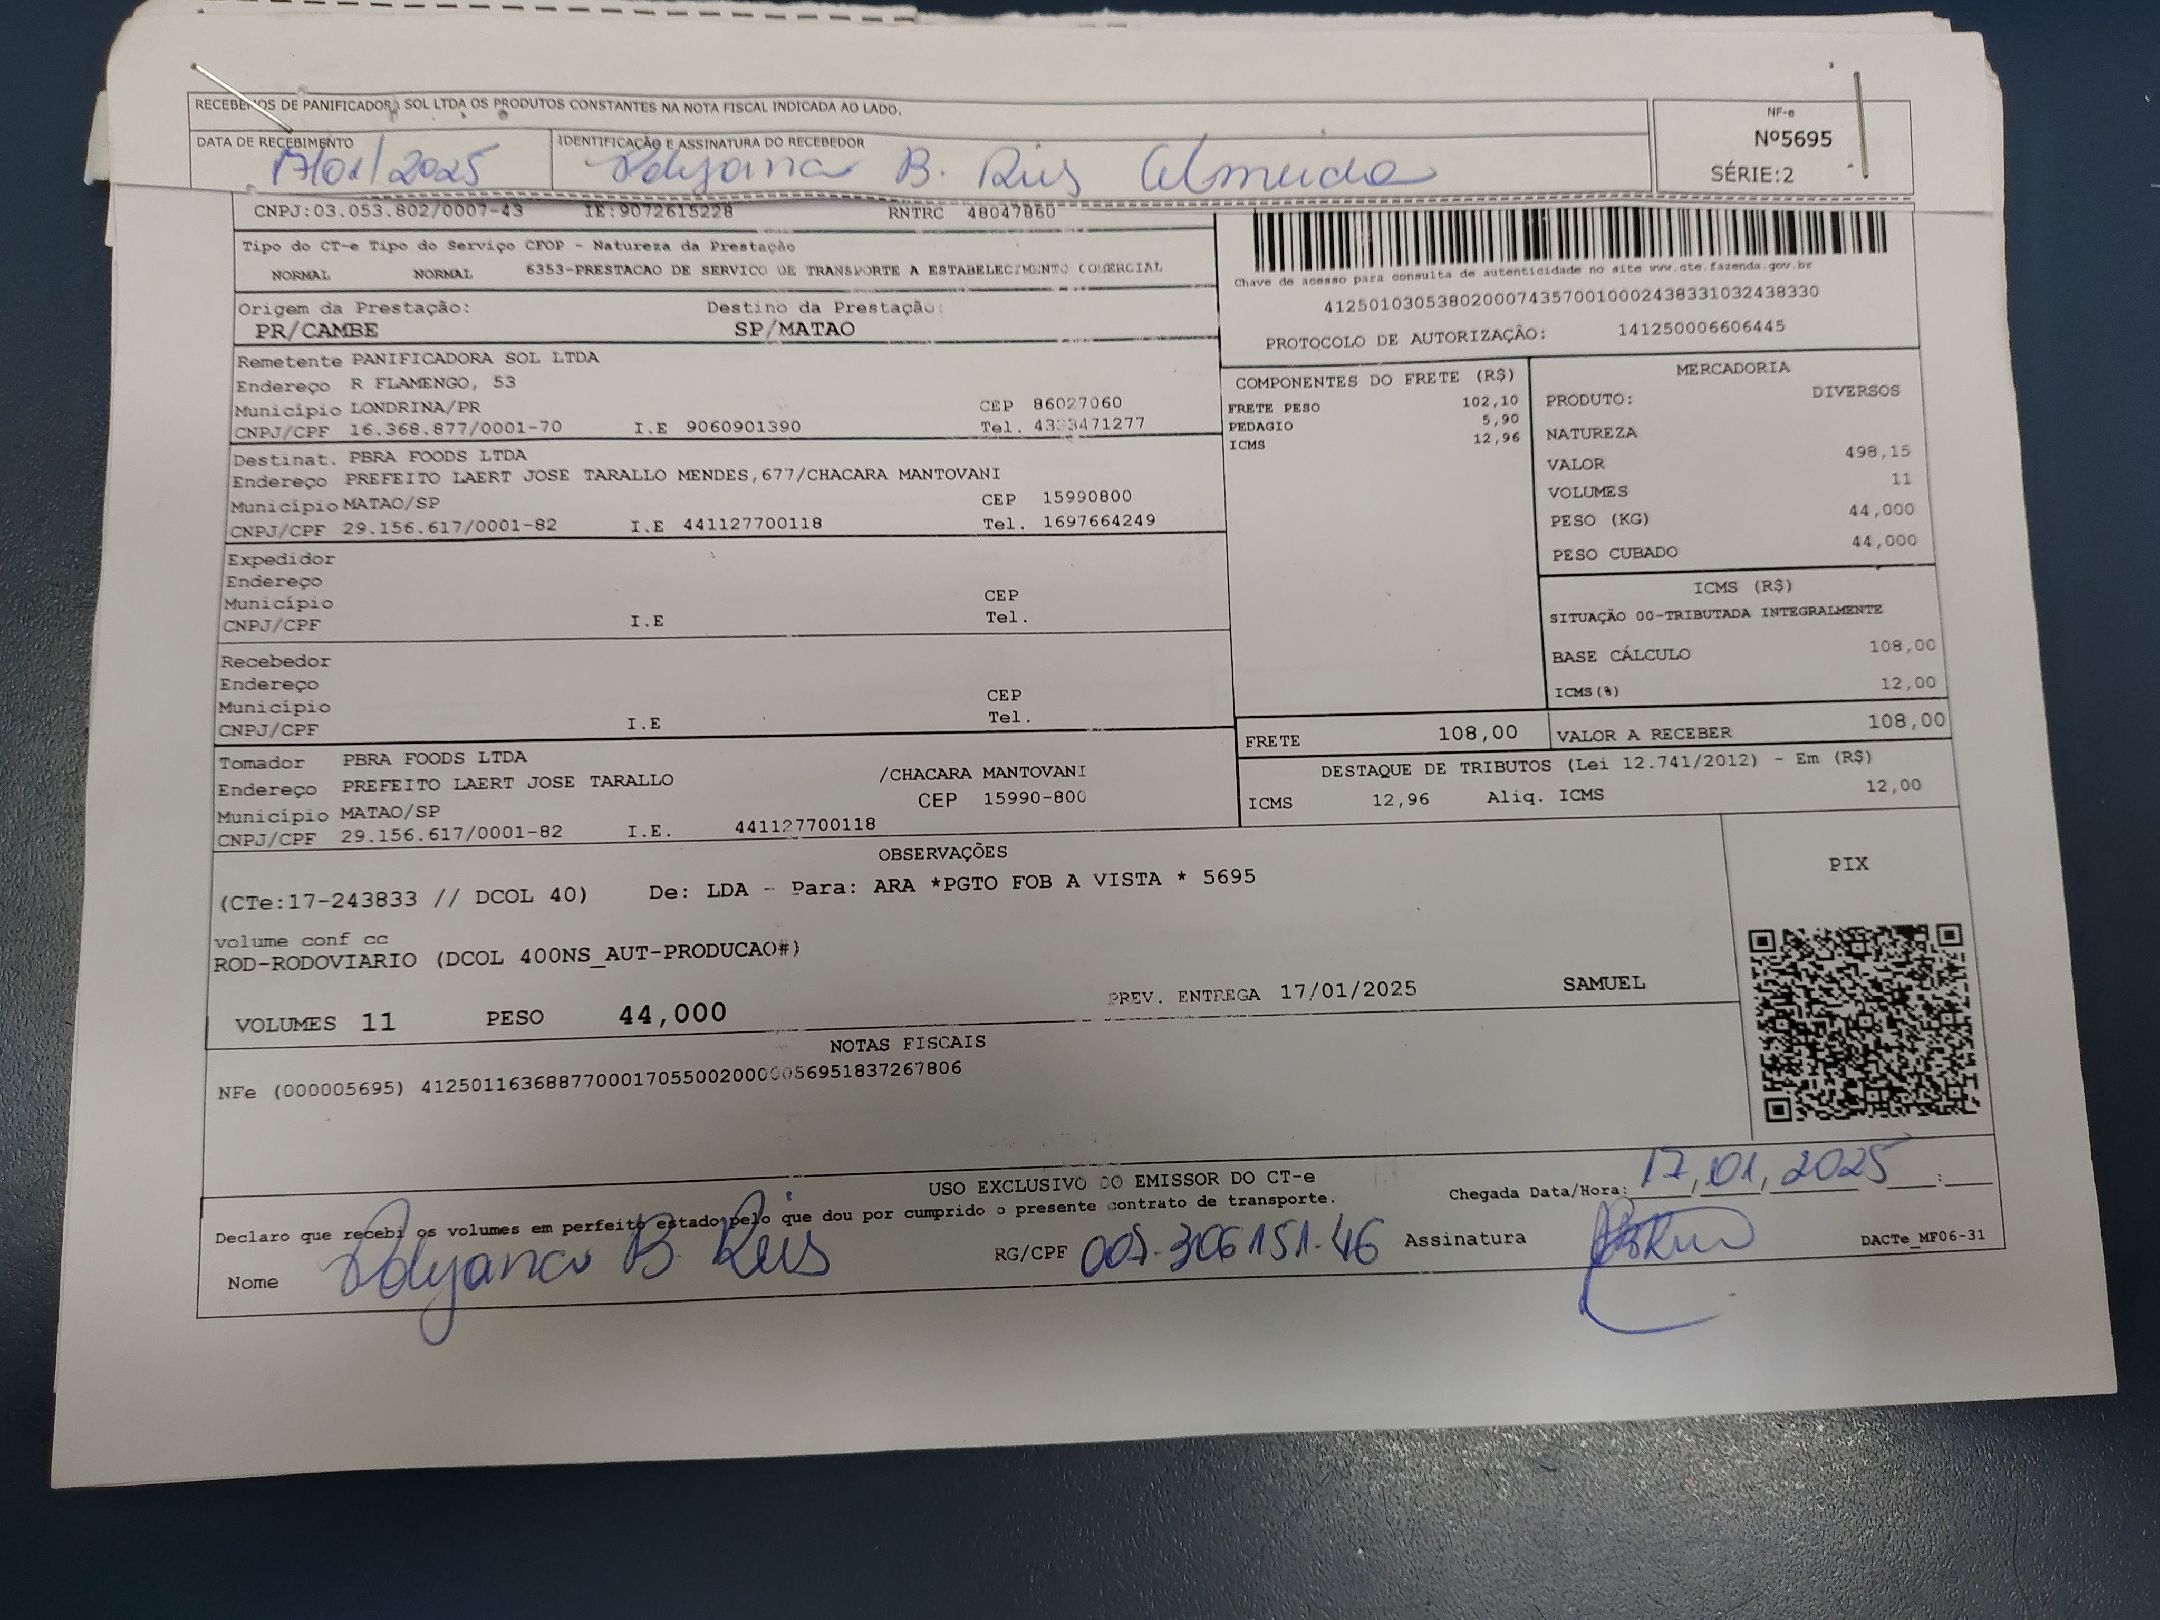 RECEBEMOS DE PANIFICADORA SOL LTDA OS PRODUTOS CONSTANTES NA NOTA FISCAL INDICADA AO LADO.
DATA DE RECEBIMENTO
17/01/2025
IDENTIFICAÇÃO E ASSINATURA DO RECEBEDOR
B. Reis Almeida
NF-e
Nº5695
SÉRIE:2
CNPJ:03.053.802/0007-43 IE:9072615228 RNTRC 48047860
Tipo do CT-e Tipo do Serviço CFOP - Natureza da Prestação
NORMAL NORMAL 6353-PRESTACAO DE SERVICO DE TRANSPORTE A ESTABELECIMENTO COMERCIAL
Origem da Prestação: Destino da Prestação:
PR/CAMBE SP/MATAO
Chave de acesso para consulta de autenticidade no site www.cte.fazenda.gov.br
41250103053802000743570010002438331032438330
PROTOCOLO DE AUTORIZAÇÃO: 141250006606445
Remetente PANIFICADORA SOL LTDA
Endereço R FLAMENGO, 53
Município LONDRINA/PR CEP 86027060
CNPJ/CPF 16.368.877/0001-70 I.E 9060901390 Tel. 4333471277
Destinat. PBRA FOODS LTDA
Endereço PREFEITO LAERT JOSE TARALLO MENDES,677/CHACARA MANTOVANI
Município MATAO/SP CEP 15990800
CNPJ/CPF 29.156.617/0001-82 I.E 441127700118 Tel. 1697664249
Expedidor
Endereço
Município CEP
CNPJ/CPF I.E Tel.
Recebedor
Endereço
Município CEP
CNPJ/CPF I.E Tel.
Tomador PBRA FOODS LTDA
Endereço PREFEITO LAERT JOSE TARALLO /CHACARA MANTOVANI
Município MATAO/SP CEP 15990-800
CNPJ/CPF 29.156.617/0001-82 I.E. 441127700118
COMPONENTES DO FRETE (R$)
FRETE PESO 102,10
PEDAGIO 5,90
ICMS 12,96
MERCADORIA
PRODUTO: DIVERSOS
NATUREZA
VALOR 498,15
VOLUMES 11
PESO (KG) 44,000
PESO CUBADO 44,000
ICMS (R$)
SITUAÇÃO 00-TRIBUTADA INTEGRALMENTE
BASE CÁLCULO 108,00
ICMS(%) 12,00
FRETE 108,00 VALOR A RECEBER 108,00
DESTAQUE DE TRIBUTOS (Lei 12.741/2012) - Em (R$)
ICMS 12,96 Aliq. ICMS 12,00
OBSERVAÇÕES
(CTe:17-243833 // DCOL 40) De: LDA - Para: ARA *PGTO FOB A VISTA * 5695
volume conf cc
ROD-RODOVIARIO (DCOL 400NS_AUT-PRODUCAO#)
VOLUMES 11 PESO 44,000 PREV. ENTREGA 17/01/2025 SAMUEL
PIX
NOTAS FISCAIS
NFe (000005695) 41250116368877000170550020000056951837267806
USO EXCLUSIVO DO EMISSOR DO CT-e
Declaro que recebi os volumes em perfeito estado pelo que dou por cumprido o presente contrato de transporte.
Chegada Data/Hora: 17,01,2025 :
Nome B. Reis RG/CPF Assinatura
DACTe_MF06-31